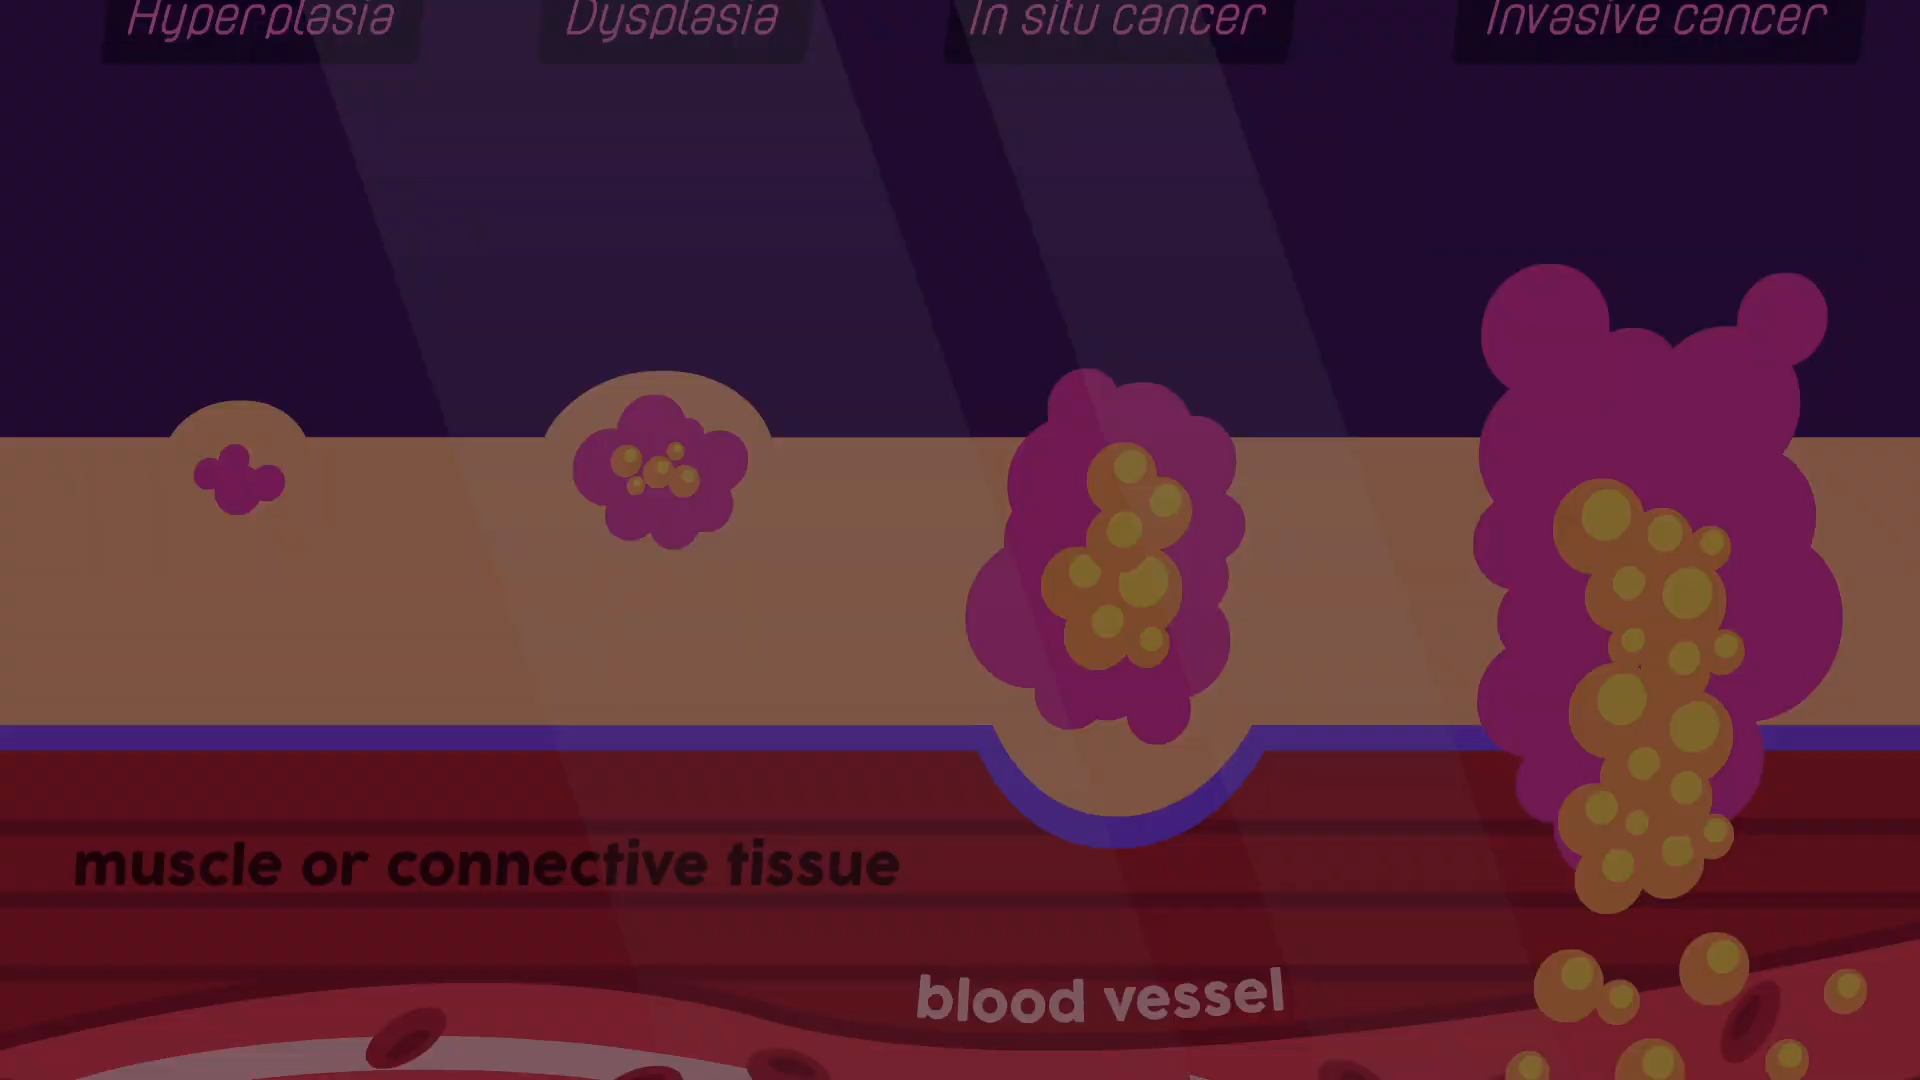 Hyperplasia
Dysplasia
In situ cancer
Invasive cancer
muscle or connective tissue
blood vessel